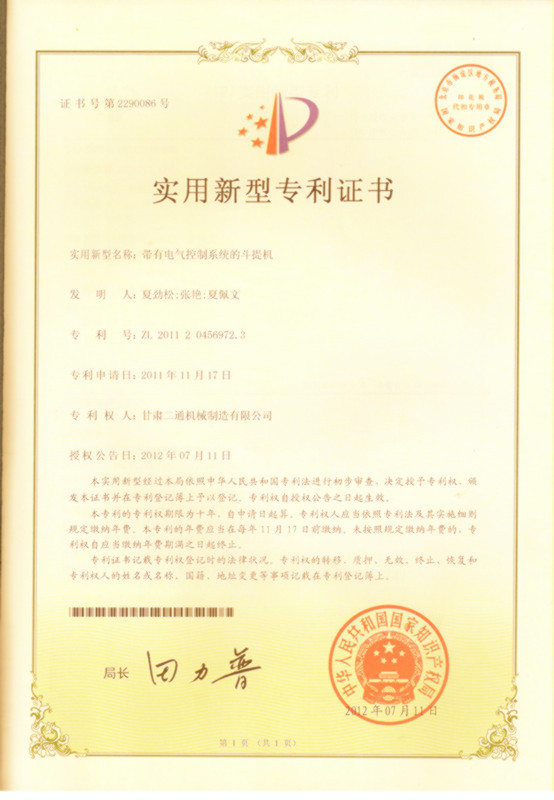 证书号第2290086号
实用新型专利证书
实用新型名称：带有电气控制系统的斗提机
发明人：夏劲松;张艳;夏佩文
专利号：ZL 2011 2 0456972.3
专利申请日：2011年11月17日
专利权人：甘肃二通机械制造有限公司
授权公告日：2012年07月11日
本实用新型经过本局依照中华人民共和国专利法进行初步审查，决定授予专利权，颁
发本证书并在专利登记簿上予以登记。专利权自授权公告之日起生效。
本专利的专利权期限为十年，自申请日起算。专利权人应当依照专利法及其实施细则
规定缴纳年费。本专利的年费应当在每年11月17日前缴纳。未按照规定缴纳年费的，专
利权自应当缴纳年费期满之日起终止。
专利证书记载专利权登记时的法律状况。专利权的转移、质押、无效、终止、恢复和
专利权人的姓名或名称、国籍、地址变更等事项记载在专利登记簿上。
局长
田力普
中华人民共和国国家知识产权局
2012年07月11日
第1页（共1页）